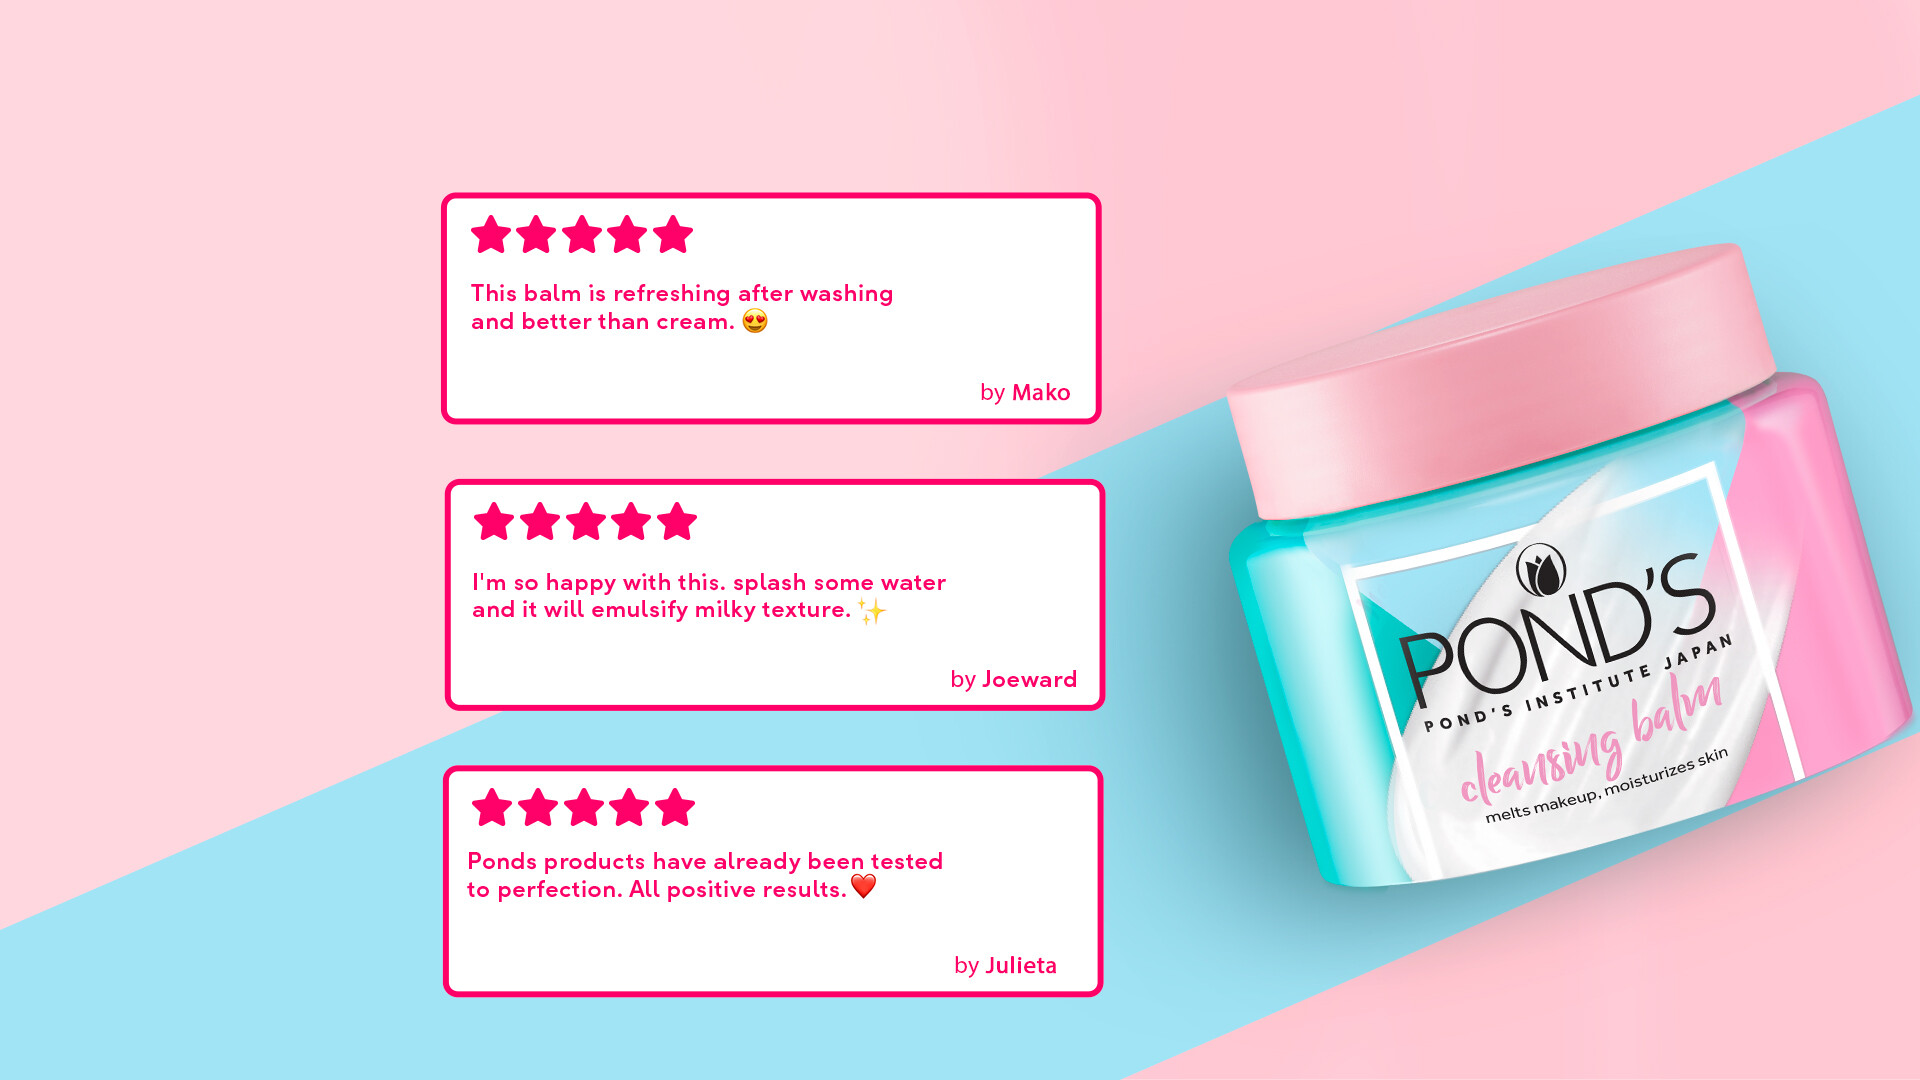 This balm is refreshing after washing
and better than cream. 😍
by Mako
I'm so happy with this. splash some water
and it will emulsify milky texture. ✨
by Joeward
Ponds products have already been tested
to perfection. All positive results. ❤️
by Julieta
POND'S
POND'S INSTITUTE JAPAN
cleansing balm
melts makeup, moisturizes skin